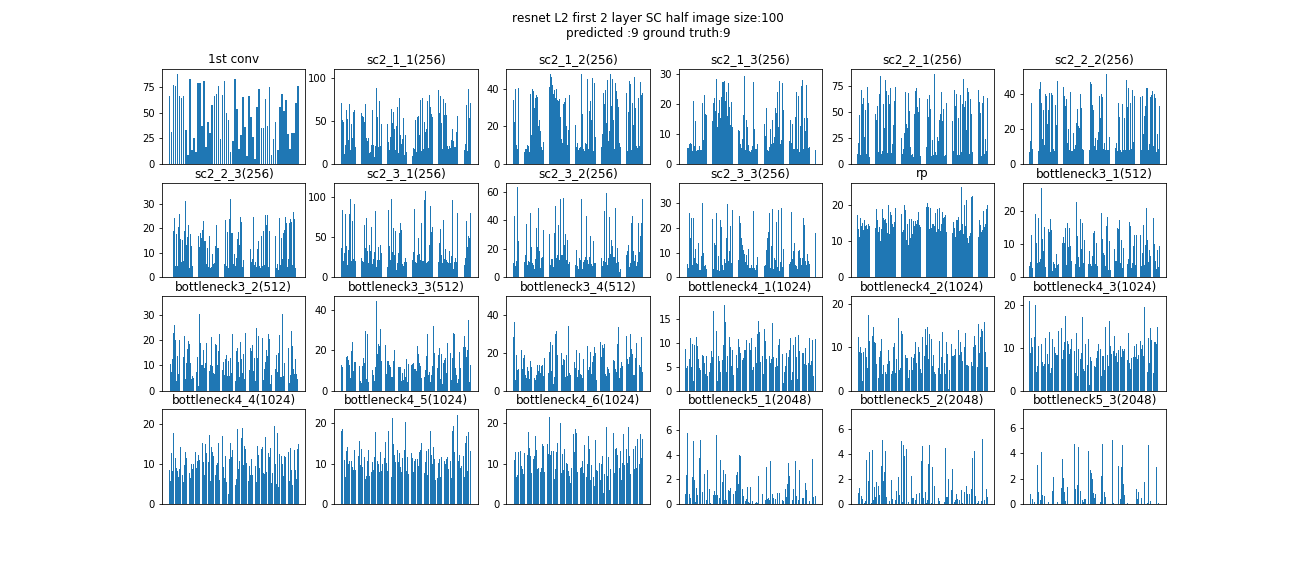 resnet L2 first 2 layer SC half image size:100
predicted :9 ground truth:9
1st conv sc2_1_1(256) sc2_1_2(256) sc2_1_3(256) sc2_2_1(256) sc2_2_2(256)
75 50 25 0
100 50 0
40 20 0
30 20 10 0
75 50 25 0
40 20 0
sc2_2_3(256) sc2_3_1(256) sc2_3_2(256) sc2_3_3(256) rp bottleneck3_1(512)
30 20 10 0
100 50 0
60 40 20 0
30 20 10 0
20 10 0
20 10 0
bottleneck3_2(512) bottleneck3_3(512) bottleneck3_4(512) bottleneck4_1(1024) bottleneck4_2(1024) bottleneck4_3(1024)
30 20 10 0
40 20 0
40 20 0
15 10 5 0
20 10 0
20 10 0
bottleneck4_4(1024) bottleneck4_5(1024) bottleneck4_6(1024) bottleneck5_1(2048) bottleneck5_2(2048) bottleneck5_3(2048)
20 10 0
20 10 0
20 10 0
6 4 2 0
6 4 2 0
6 4 2 0